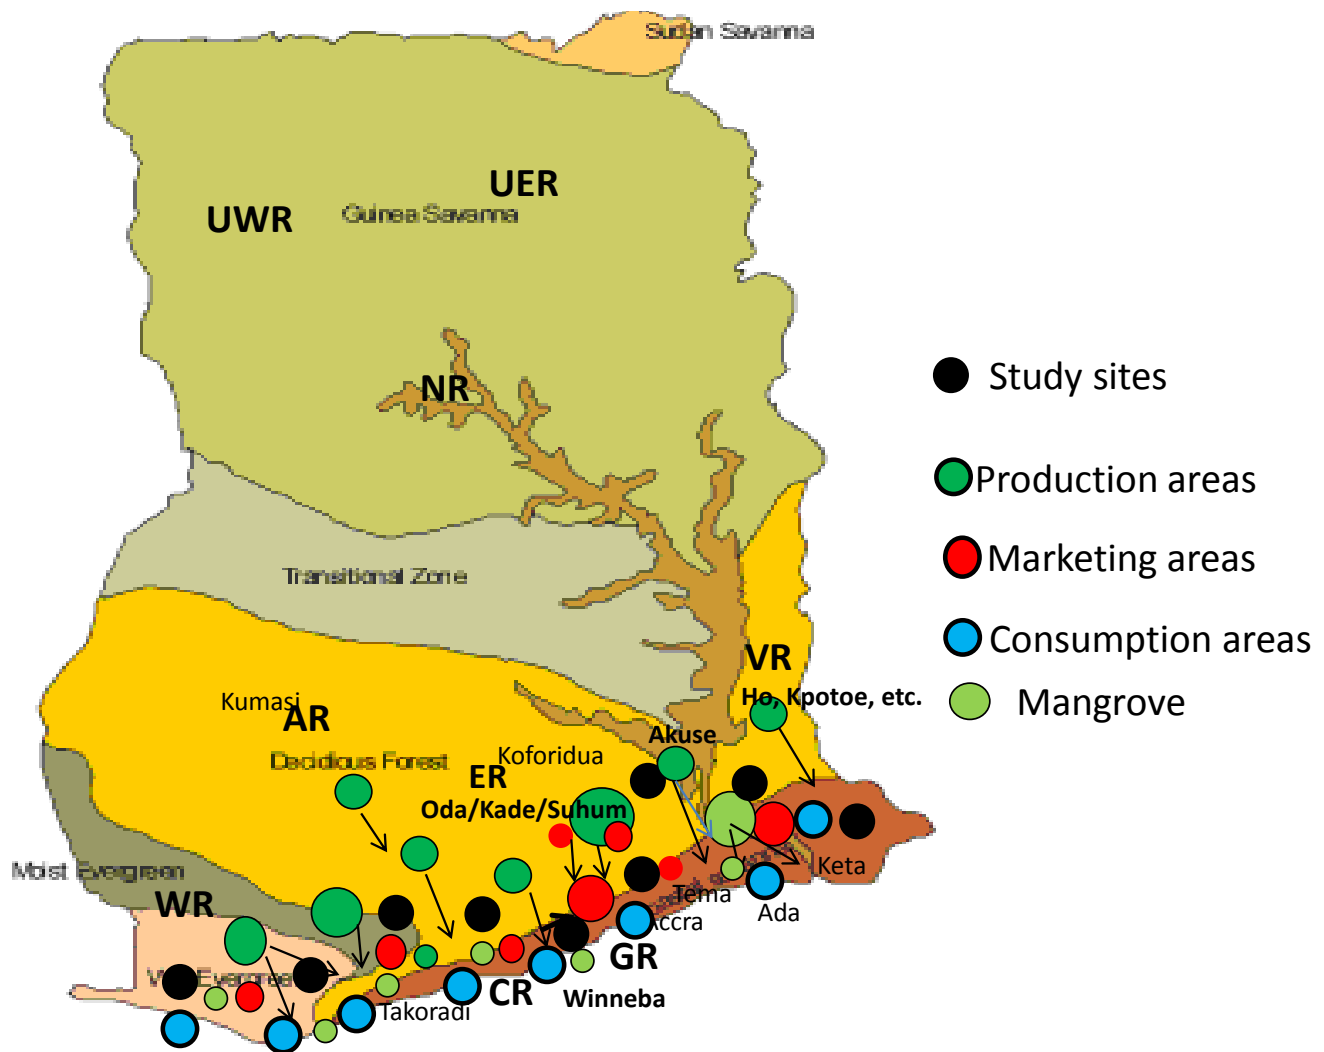 Sudan Savanna
UER
UWR
Guinea Savanna
NR
Study sites
Production areas
Marketing areas
Transitional Zone
Consumption areas
VR
Ho, Kpotoe, etc.
Mangrove
Kumasi
AR
Akuse
Koforidua
Decidious Forest
ER
Oda/Kade/Suhum
Moist Evergreen
Keta
WR
Tema
Ada
Accra
GR
Evergreen
CR
Winneba
Takoradi